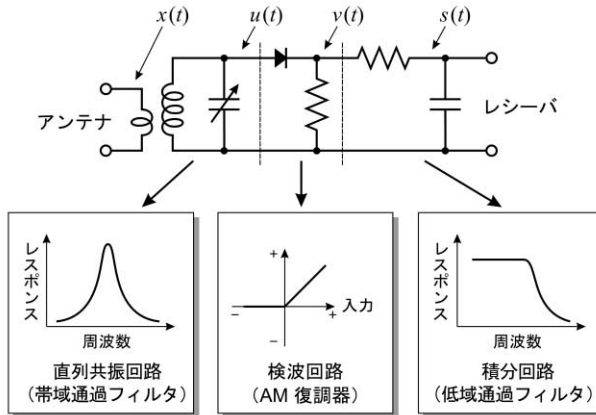 x(t)
u(t)
v(t)
s(t)
アンテナ
レシーバ
レスポンス
周波数
直列共振回路
(帯域通過フィルタ)
+
入力
−
+
−
検波回路
(AM 復調器)
レスポンス
周波数
積分回路
(低域通過フィルタ)